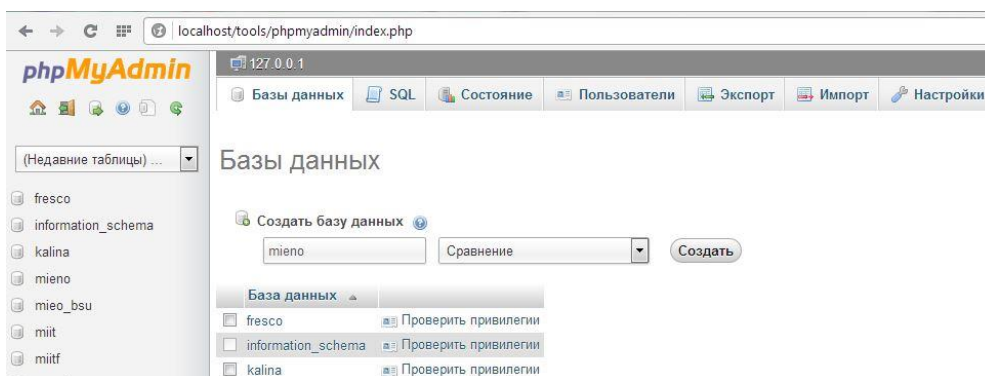 localhost/tools/phpmyadmin/index.php
phpMyAdmin
(Недавние таблицы) ...
fresco
information_schema
kalina
mieno
mieo_bsu
miit
miitf
127.0.0.1
Базы данных SQL Состояние Пользователи Экспорт Импорт Настройки
Базы данных
Создать базу данных
mieno Сравнение Создать
База данных
fresco Проверить привилегии
information_schema Проверить привилегии
kalina Проверить привилегии